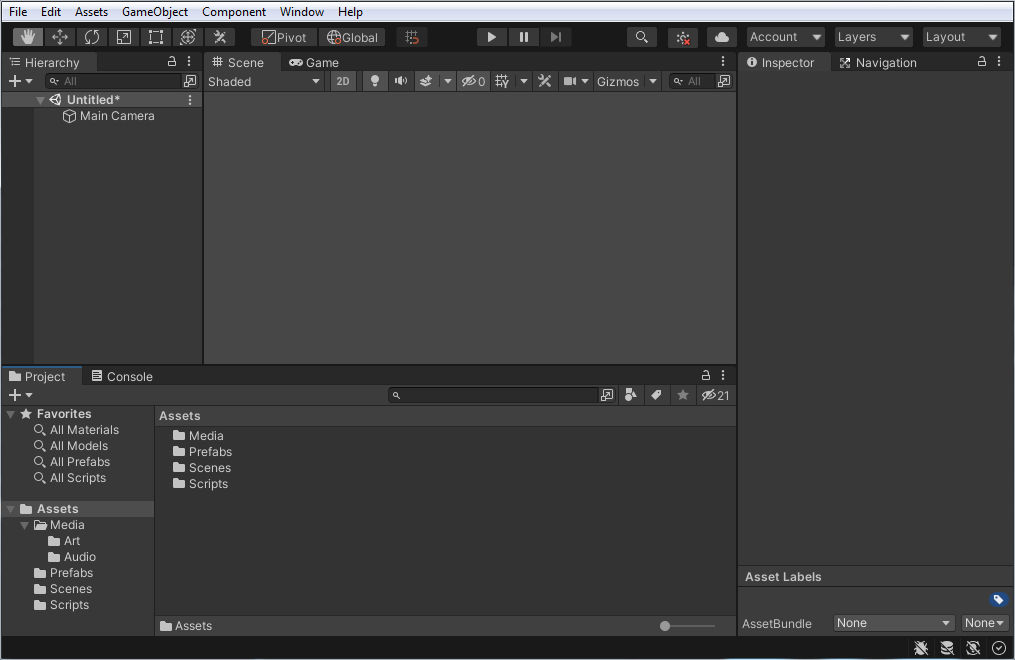 File Edit Assets GameObject Component Window Help
Pivot Global Account Layers Layout
Hierarchy
All
Untitled*
Main Camera
Scene Game
Shaded 2D 0 Gizmos All
Inspector Navigation
Project Console
21
Favorites
All Materials
All Models
All Prefabs
All Scripts
Assets
Media
Art
Audio
Prefabs
Scenes
Scripts
Assets
Media
Prefabs
Scenes
Scripts
Assets
Asset Labels
AssetBundle None None